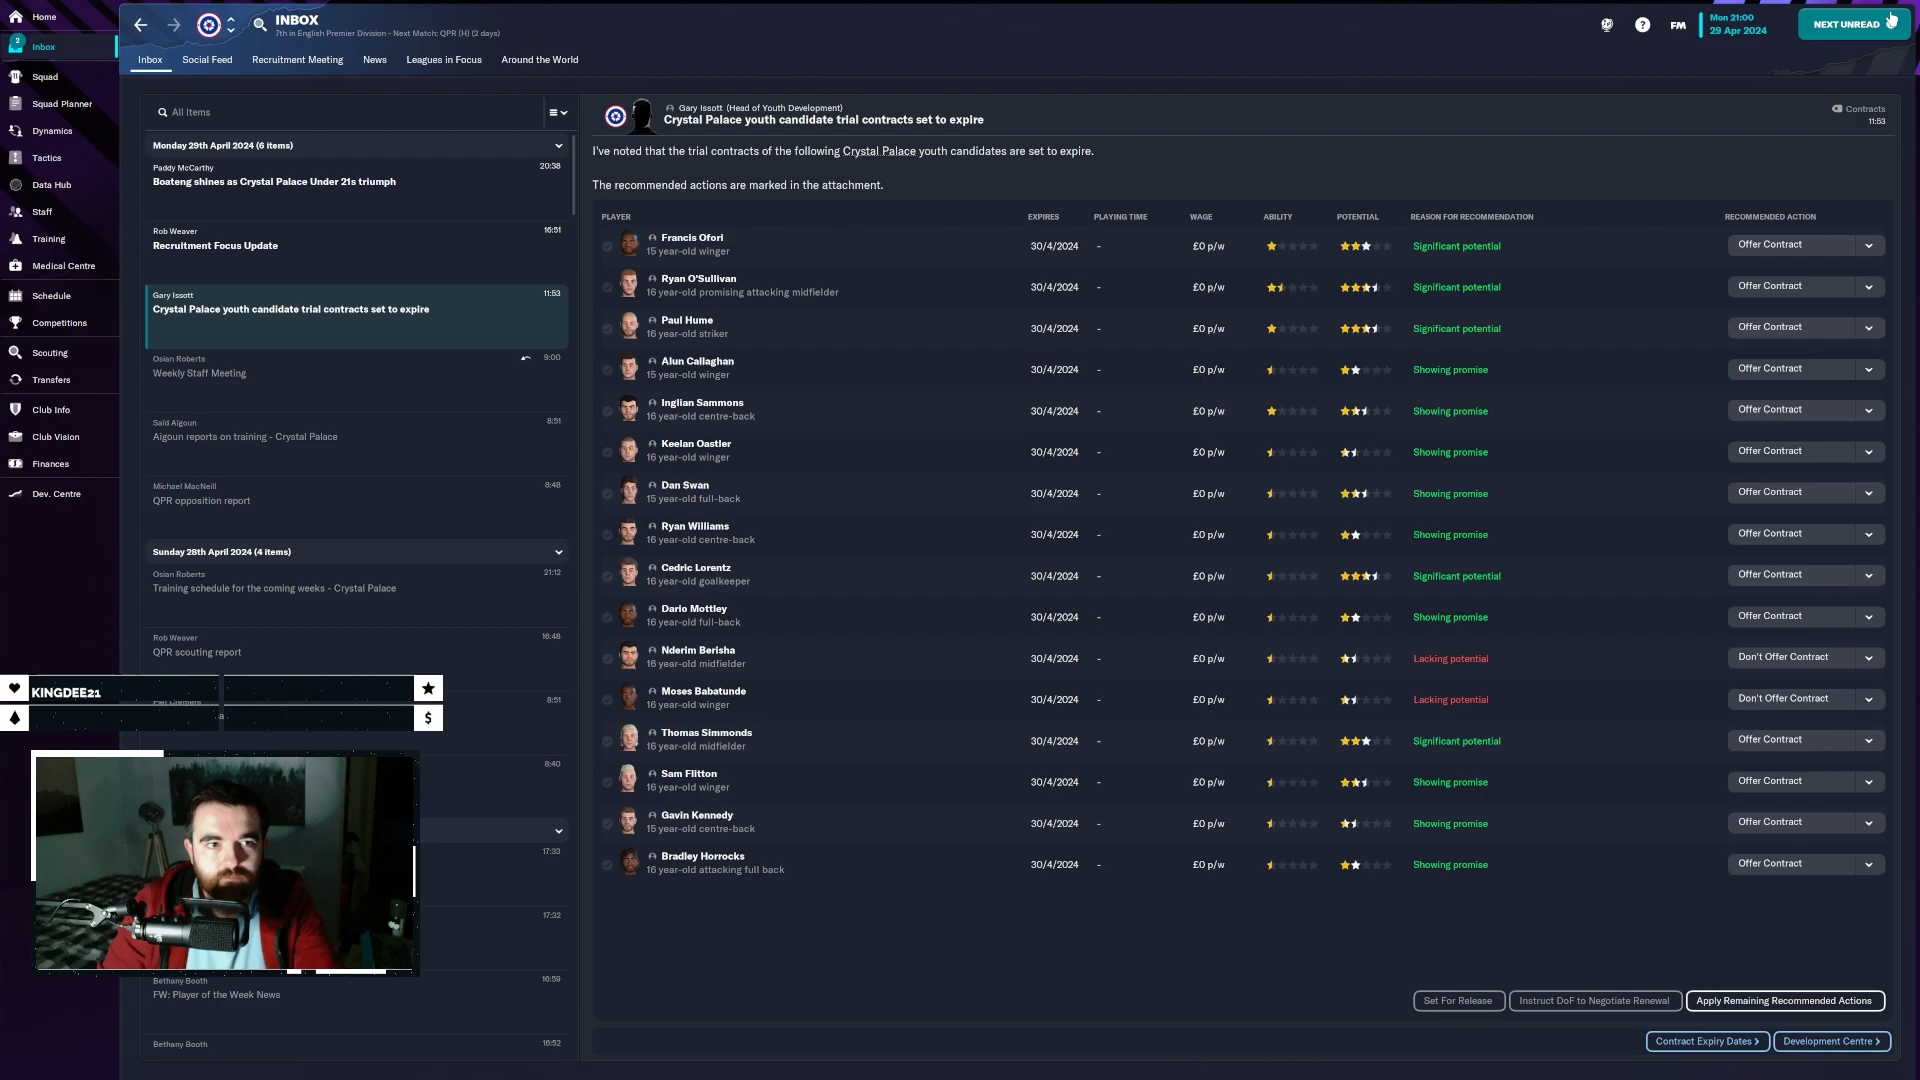 Home
2
Inbox
Squad
Squad Planner
Dynamics
Tactics
Data Hub
Staff
Training
Medical Centre
Schedule
Competitions
Scouting
Transfers
Club Info
Club Vision
Finances
Dev. Centre
INBOX
7th in English Premier Division - Next Match: QPR (H) (2 days)
?
FM
Mon 21:00
29 Apr 2024
NEXT UNREAD
Inbox Social Feed Recruitment Meeting News Leagues in Focus Around the World
All Items
Monday 29th April 2024 (6 items)
Paddy McCarthy 20:38
Boateng shines as Crystal Palace Under 21s triumph
Rob Weaver 16:51
Recruitment Focus Update
Gary Issott 11:53
Crystal Palace youth candidate trial contracts set to expire
Osian Roberts 9:00
Weekly Staff Meeting
Saïd Aïgoun 8:51
Aïgoun reports on training - Crystal Palace
Michael MacNeill 8:48
QPR opposition report
Sunday 28th April 2024 (4 items)
Osian Roberts 21:12
Training schedule for the coming weeks - Crystal Palace
Rob Weaver 16:48
QPR scouting report
KINGDEE21
8:51
$
8:40
17:33
17:32
Bethany Booth 16:59
FW: Player of the Week News
Bethany Booth 16:52
Gary Issott (Head of Youth Development)
Crystal Palace youth candidate trial contracts set to expire
Contracts
11:53
I've noted that the trial contracts of the following Crystal Palace youth candidates are set to expire.
The recommended actions are marked in the attachment.
PLAYER EXPIRES PLAYING TIME WAGE ABILITY POTENTIAL REASON FOR RECOMMENDATION RECOMMENDED ACTION
Francis Ofori
15 year-old winger 30/4/2024 - £0 p/w Significant potential Offer Contract
Ryan O'Sullivan
16 year-old promising attacking midfielder 30/4/2024 - £0 p/w Significant potential Offer Contract
Paul Hume
16 year-old striker 30/4/2024 - £0 p/w Significant potential Offer Contract
Alun Callaghan
15 year-old winger 30/4/2024 - £0 p/w Showing promise Offer Contract
Inglian Sammons
16 year-old centre-back 30/4/2024 - £0 p/w Showing promise Offer Contract
Keelan Oastler
16 year-old winger 30/4/2024 - £0 p/w Showing promise Offer Contract
Dan Swan
15 year-old full-back 30/4/2024 - £0 p/w Showing promise Offer Contract
Ryan Williams
16 year-old centre-back 30/4/2024 - £0 p/w Showing promise Offer Contract
Cedric Lorentz
16 year-old goalkeeper 30/4/2024 - £0 p/w Significant potential Offer Contract
Dario Mottley
16 year-old full-back 30/4/2024 - £0 p/w Showing promise Offer Contract
Nderim Berisha
16 year-old midfielder 30/4/2024 - £0 p/w Lacking potential Don't Offer Contract
Moses Babatunde
16 year-old winger 30/4/2024 - £0 p/w Lacking potential Don't Offer Contract
Thomas Simmonds
16 year-old midfielder 30/4/2024 - £0 p/w Significant potential Offer Contract
Sam Flitton
16 year-old winger 30/4/2024 - £0 p/w Showing promise Offer Contract
Gavin Kennedy
15 year-old centre-back 30/4/2024 - £0 p/w Showing promise Offer Contract
Bradley Horrocks
16 year-old attacking full back 30/4/2024 - £0 p/w Showing promise Offer Contract
Set For Release Instruct DoF to Negotiate Renewal Apply Remaining Recommended Actions
Contract Expiry Dates > Development Centre >